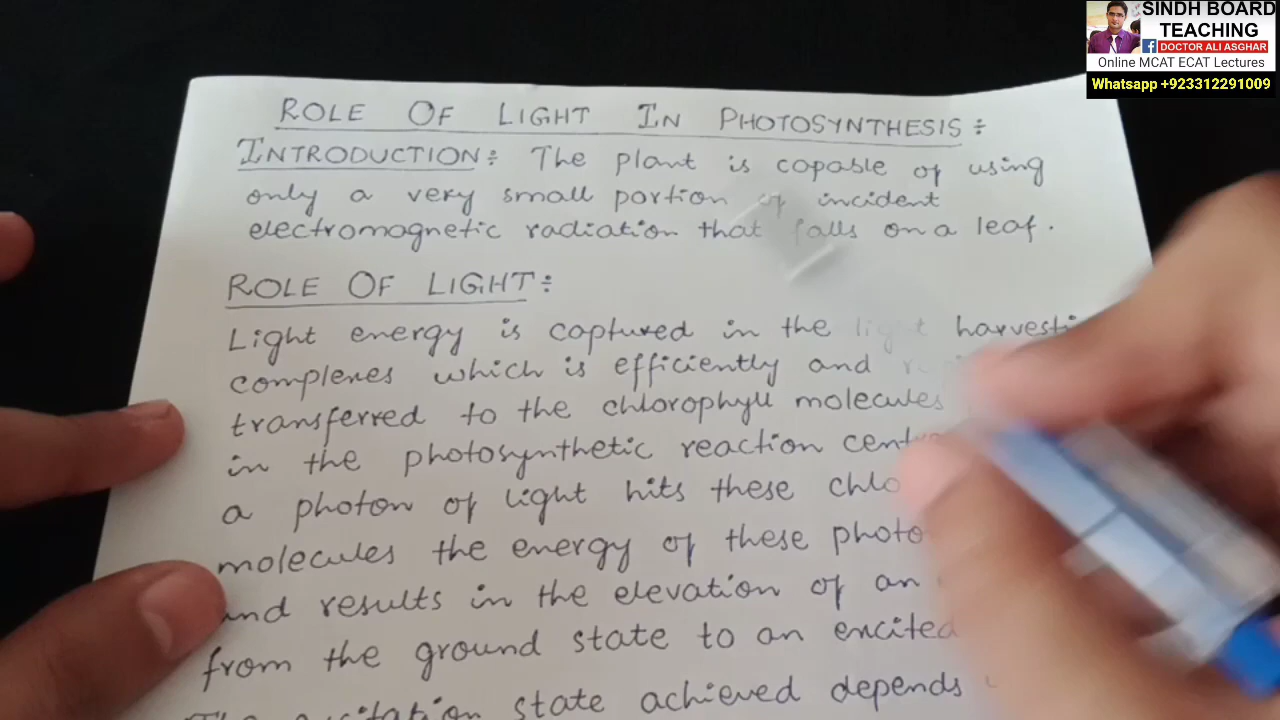 SINDH BOARD
TEACHING
DOCTOR ALI ASGHAR
Online MCAT ECAT Lectures
Whatsapp +923312291009
ROLE OF LIGHT IN PHOTOSYNTHESIS ÷
INTRODUCTION ÷ The plant is capable of using
only a very small portion of incident
electromagnetic radiation that falls on a leaf.
ROLE OF LIGHT ÷
Light energy is captured in the light
complexes which is efficiently and
transferred to the chlorophyll molecules
in the photosynthetic reaction
a photon of light hits these
molecules the energy of these
and results in the elevation of an
from the ground state to an excited
The excitation state achieved depends